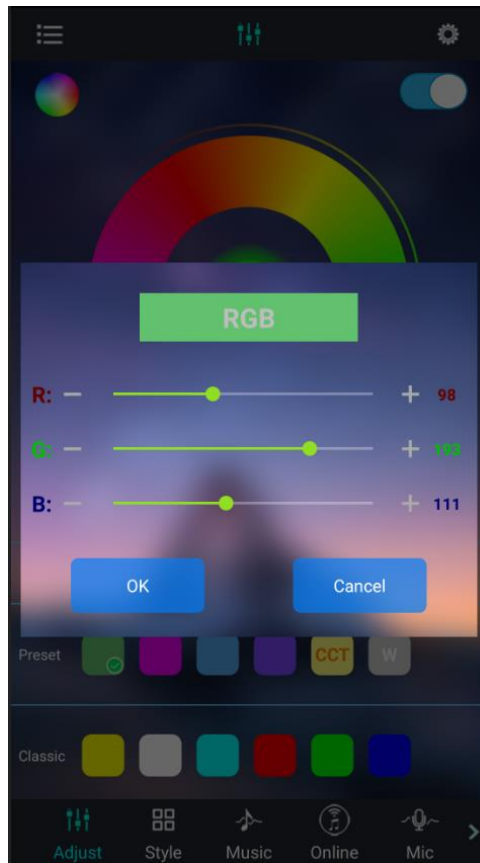 RGB
R: − + 98
G: − + 193
B: − + 111
OK Cancel
Preset CCT W
Classic
Adjust Style Music Online Mic